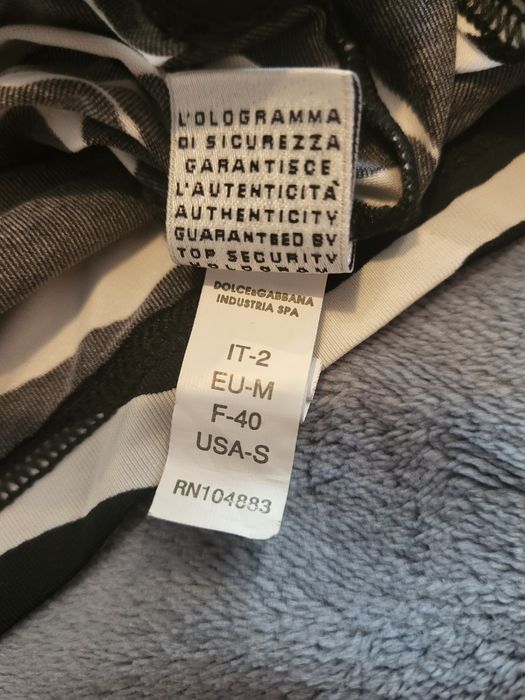 L'OLOGRAMMA
DI SICUREZZA
GARANTISCE
L'AUTENTICITÀ
AUTHENTICITY
GUARANTEED BY
TOP SECURITY
HOLOGRAM
DOLCE&GABBANA
INDUSTRIA SPA
IT-2
EU-M
F-40
USA-S
RN104883